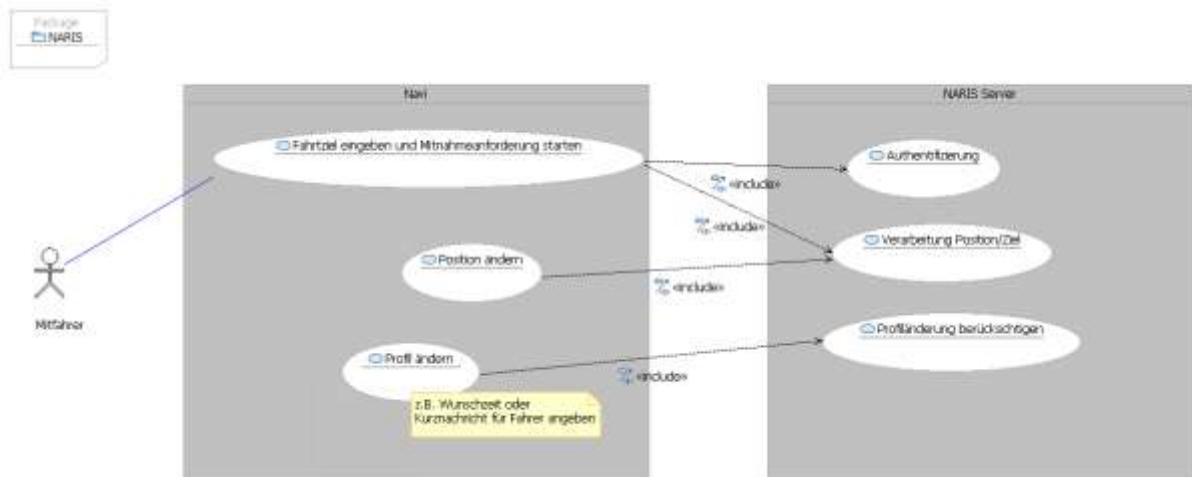 Package
NARIS
Navi
NARIS Server
Fahrtziel eingeben und Mitnahmeanforderung starten
Authentifizierung
«include»
«include»
Verarbeitung Position/Ziel
Position ändern
«include»
Mitfahrer
Profiländerung berücksichtigen
Profil ändern
«include»
z.B. Wunschzeit oder
Kurznachricht für Fahrer angeben